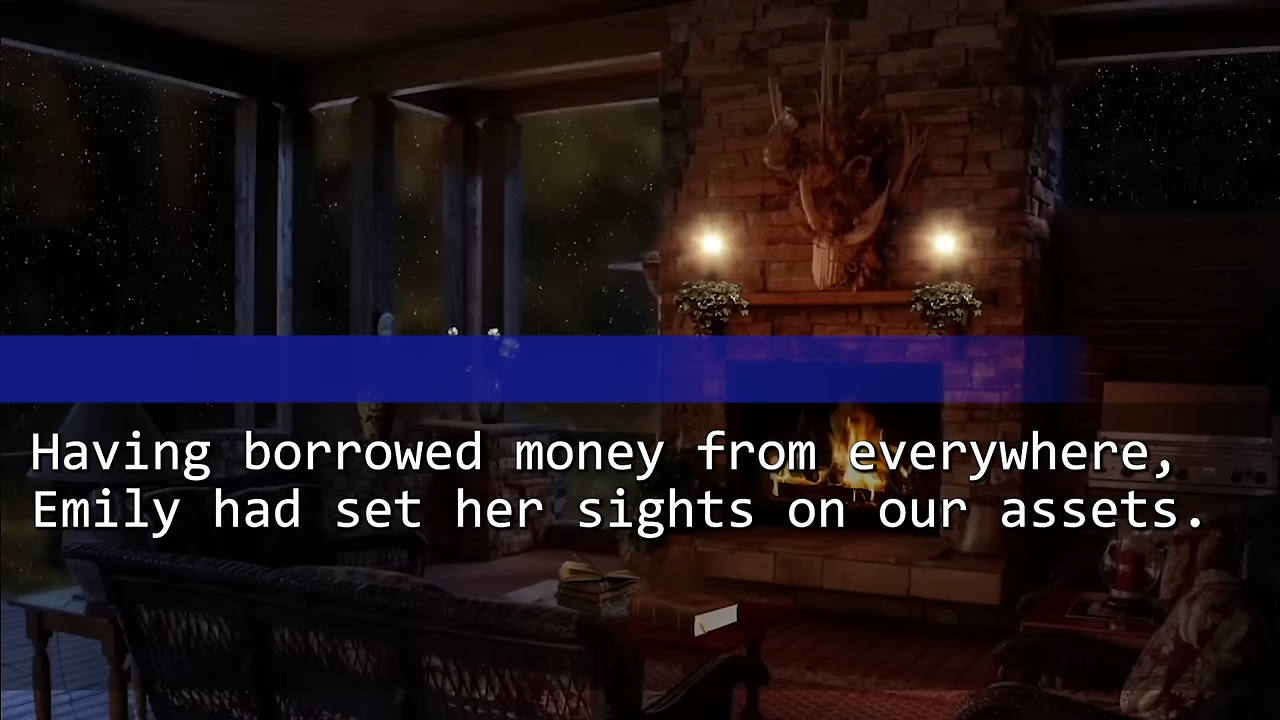 Having borrowed money from everywhere,
Emily had set her sights on our assets.